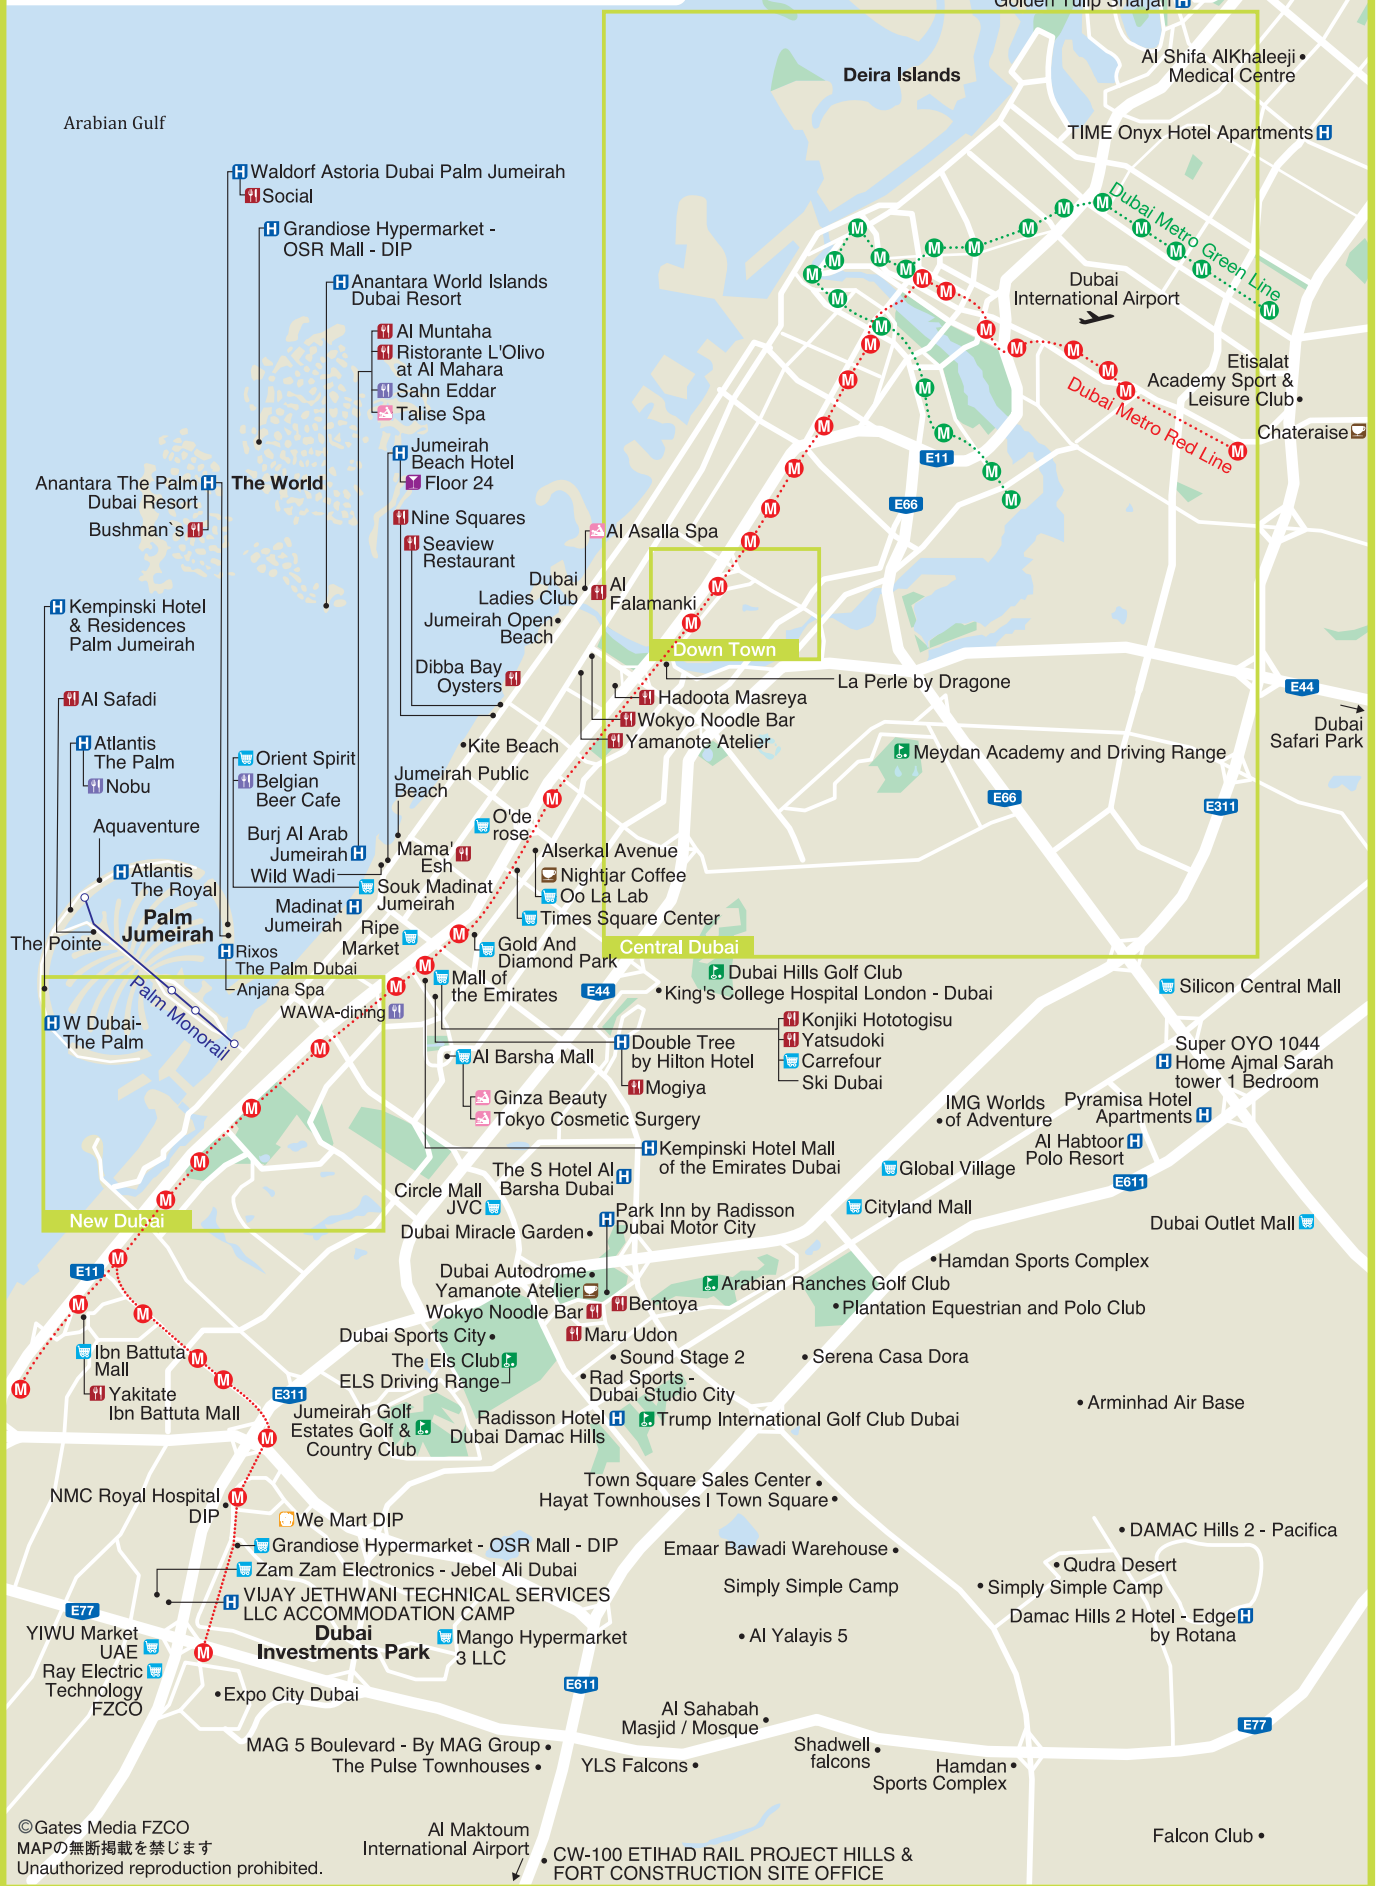 Golden Tulip Sharjah H
Deira Islands
Al Shifa AlKhaleeji
Medical Centre
Arabian Gulf
TIME Onyx Hotel Apartments H
H Waldorf Astoria Dubai Palm Jumeirah
Social
H Grandiose Hypermarket -
OSR Mall - DIP
Dubai Metro Green Line
H Anantara World Islands
Dubai Resort
Dubai
International Airport
Al Muntaha
Ristorante L'Olivo
at Al Mahara
Sahn Eddar
Talise Spa
Etisalat
Academy Sport &
Leisure Club
Dubai Metro Red Line
Chateraise
H Jumeirah
Beach Hotel
Floor 24
E11
Anantara The Palm H
Dubai Resort
Bushman`s
The World
E66
Nine Squares
Seaview
Restaurant
Al Asalla Spa
Dubai
Ladies Club
Al
Falamanki
Jumeirah Open
Beach
H Kempinski Hotel
& Residences
Palm Jumeirah
Down Town
Dibba Bay
Oysters
La Perle by Dragone
E44
Al Safadi
Hadoota Masreya
Wokyo Noodle Bar
Yamanote Atelier
Dubai
Safari Park
H Atlantis
The Palm
Nobu
Kite Beach
Meydan Academy and Driving Range
Orient Spirit
Belgian
Beer Cafe
Jumeirah Public
Beach
E66
E311
Aquaventure
O'de
rose
Burj Al Arab
Jumeirah H
Mama'
Esh
Alserkal Avenue
H Atlantis
The Royal
Wild Wadi
Nightjar Coffee
Souk Madinat
Jumeirah
Oo La Lab
Palm
Jumeirah
Madinat H
Jumeirah
Times Square Center
Ripe
Market
The Pointe
Gold And
Diamond Park
Central Dubai
H Rixos
The Palm Dubai
Anjana Spa
Mall of
the Emirates
Dubai Hills Golf Club
E44
King's College Hospital London - Dubai
Silicon Central Mall
Palm Monorail
WAWA-dining
H W Dubai-
The Palm
Konjiki Hototogisu
Yatsudoki
Carrefour
Ski Dubai
Al Barsha Mall
H Double Tree
by Hilton Hotel
Mogiya
Super OYO 1044
H Home Ajmal Sarah
tower 1 Bedroom
Ginza Beauty
Tokyo Cosmetic Surgery
IMG Worlds
of Adventure
Pyramisa Hotel
Apartments H
H Kempinski Hotel Mall
of the Emirates Dubai
Al Habtoor H
Polo Resort
The S Hotel Al
Barsha Dubai H
Global Village
E611
Circle Mall
JVC
Cityland Mall
New Dubai
H Park Inn by Radisson
Dubai Motor City
Dubai Outlet Mall
Dubai Miracle Garden
Hamdan Sports Complex
E11
Dubai Autodrome
Yamanote Atelier
Wokyo Noodle Bar
Arabian Ranches Golf Club
Bentoya
Plantation Equestrian and Polo Club
Dubai Sports City
Maru Udon
Ibn Battuta
Mall
The Els Club
ELS Driving Range
Sound Stage 2
Serena Casa Dora
Rad Sports -
Dubai Studio City
Yakitate
Ibn Battuta Mall
E311
Arminhad Air Base
Jumeirah Golf
Estates Golf &
Country Club
Radisson Hotel H
Dubai Damac Hills
Trump International Golf Club Dubai
Town Square Sales Center
Hayat Townhouses I Town Square
NMC Royal Hospital
DIP
We Mart DIP
DAMAC Hills 2 - Pacifica
Grandiose Hypermarket - OSR Mall - DIP
Emaar Bawadi Warehouse
Zam Zam Electronics - Jebel Ali Dubai
Qudra Desert
Simply Simple Camp
Simply Simple Camp
H VIJAY JETHWANI TECHNICAL SERVICES
LLC ACCOMMODATION CAMP
Damac Hills 2 Hotel - Edge H
by Rotana
E77
YIWU Market
UAE
Dubai
Investments Park
Mango Hypermarket
3 LLC
Al Yalayis 5
Ray Electric
Technology
FZCO
E611
Expo City Dubai
Al Sahabah
Masjid / Mosque
E77
MAG 5 Boulevard - By MAG Group
The Pulse Townhouses
YLS Falcons
Shadwell
falcons
Hamdan
Sports Complex
©Gates Media FZCO
MAPの無断掲載を禁じます
Unauthorized reproduction prohibited.
Al Maktoum
International Airport
CW-100 ETIHAD RAIL PROJECT HILLS &
FORT CONSTRUCTION SITE OFFICE
Falcon Club